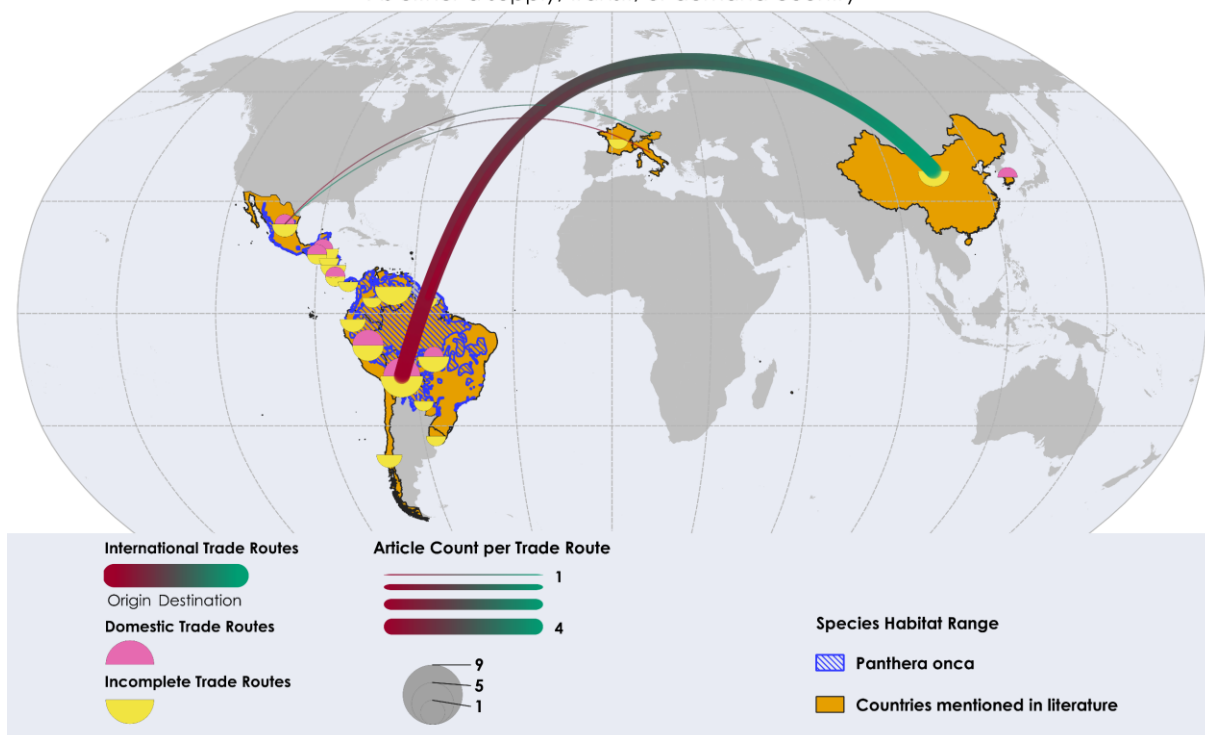 International Trade Routes
Origin Destination
Domestic Trade Routes
Incomplete Trade Routes
Article Count per Trade Route
1
4
9
5
1
Species Habitat Range
Panthera onca
Countries mentioned in literature